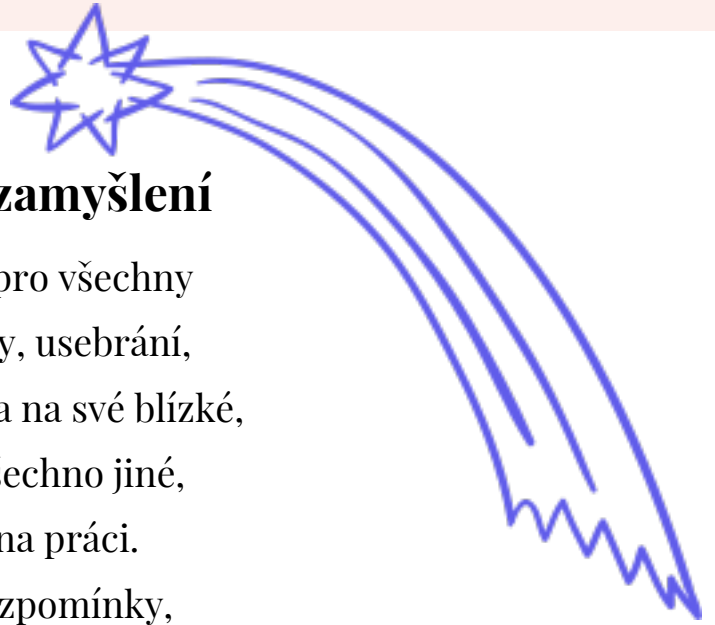 zamyšlení
pro všechny
y, usebrání,
a na své blízké,
šechno jiné,
na práci.
zpomínky,